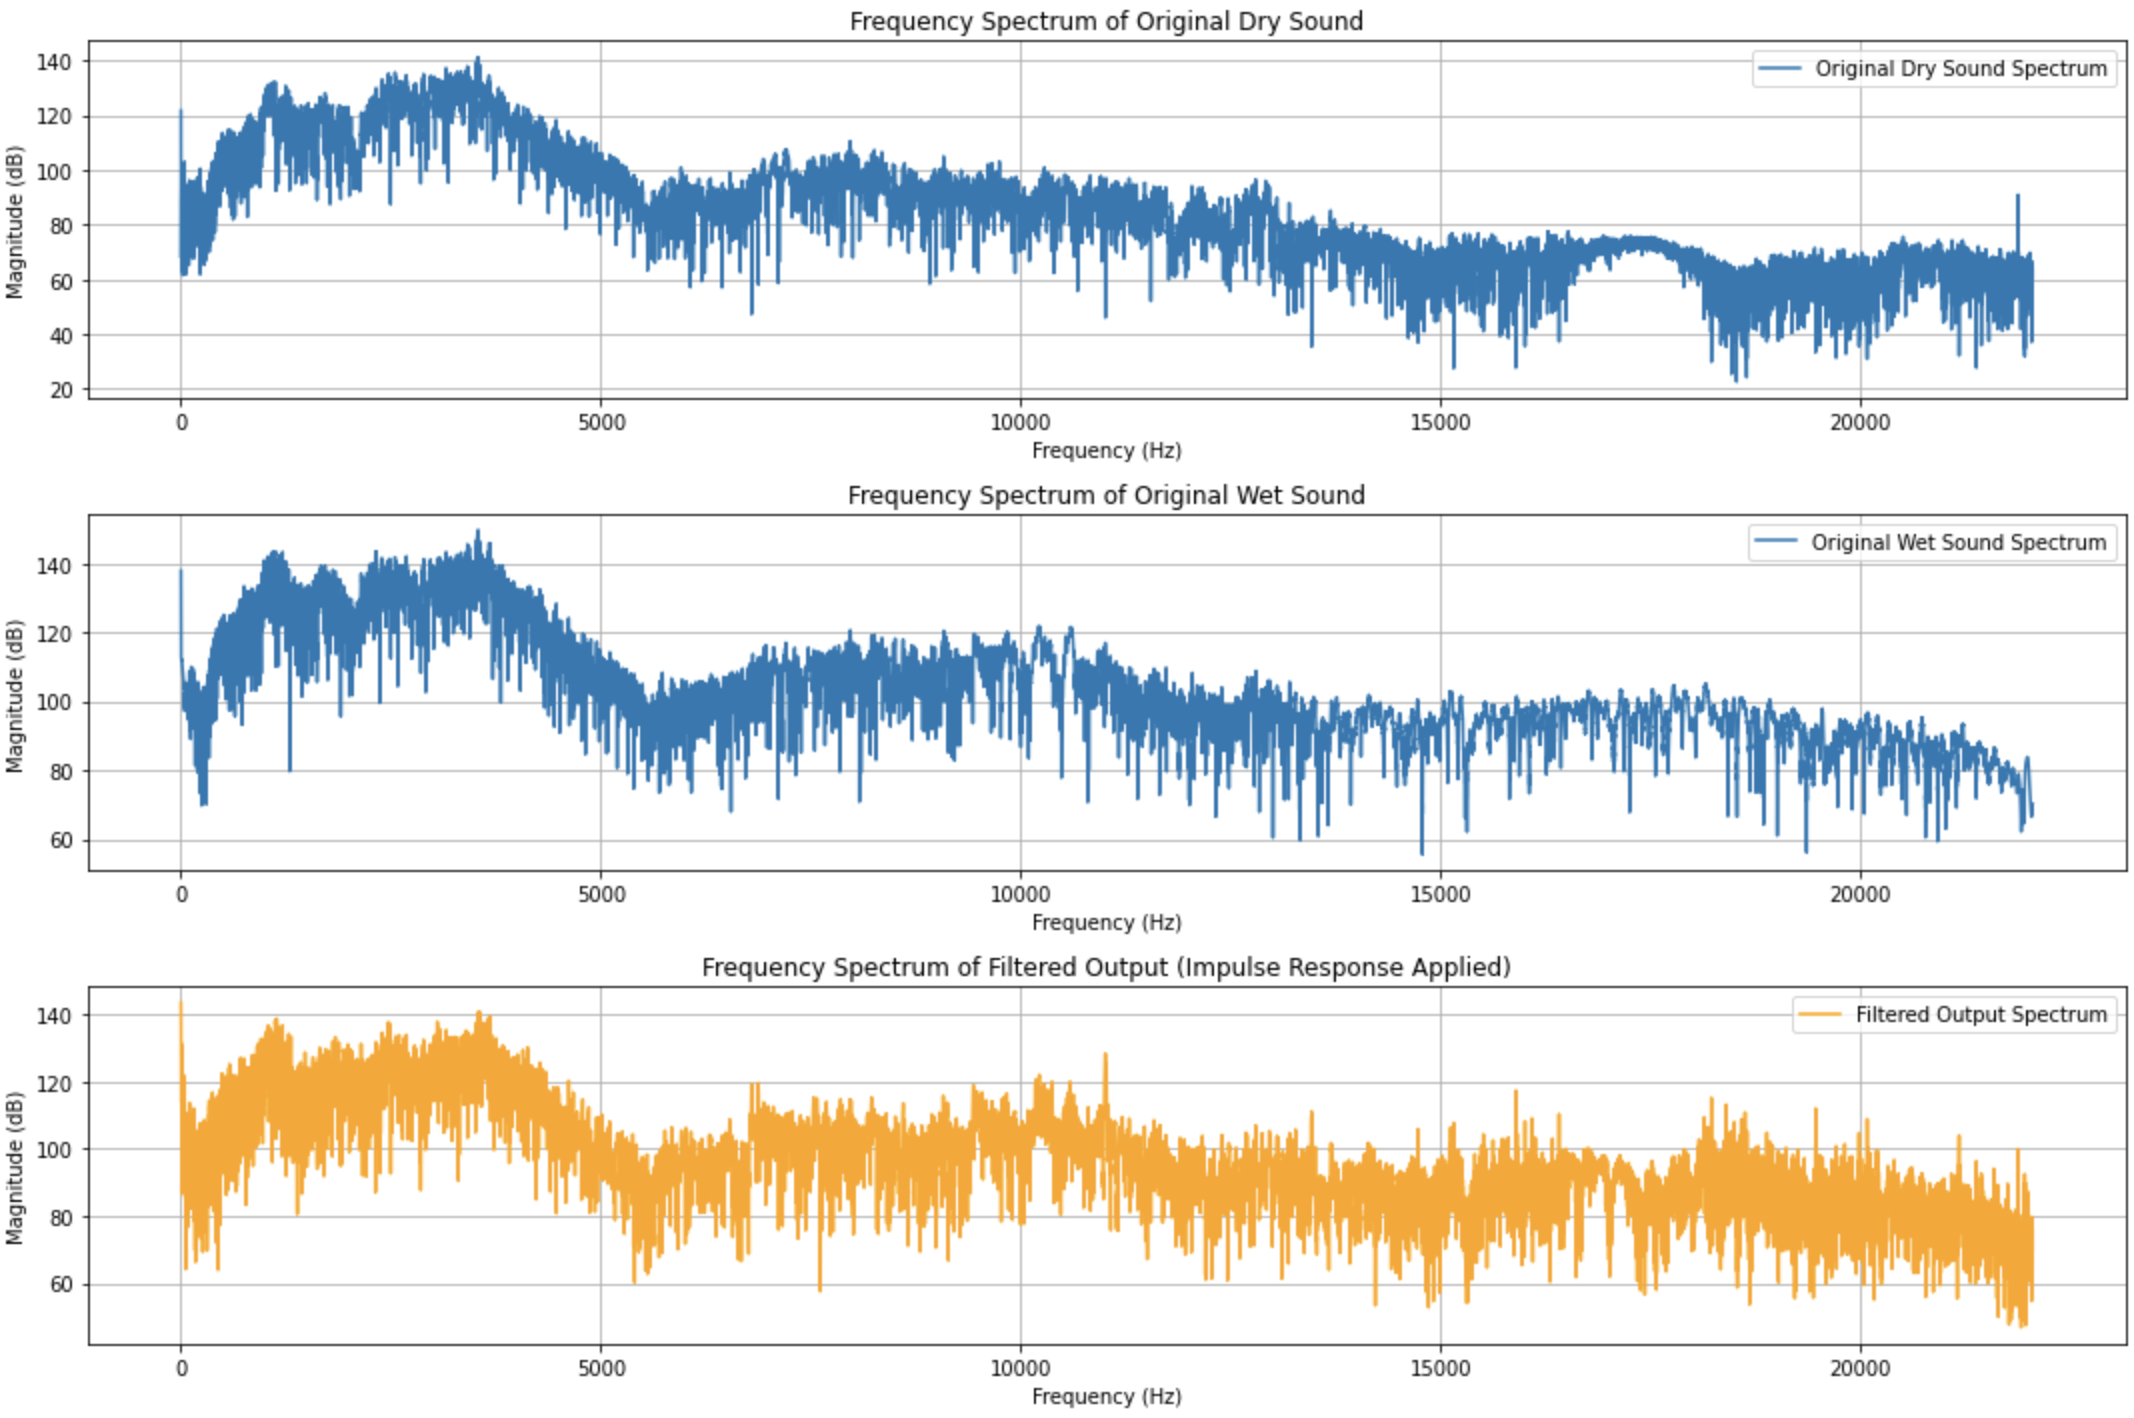 Frequency Spectrum of Original Dry Sound
Original Dry Sound Spectrum
Magnitude (dB)
140
120
100
80
60
40
20
0 5000 10000 15000 20000
Frequency (Hz)
Frequency Spectrum of Original Wet Sound
Original Wet Sound Spectrum
Magnitude (dB)
140
120
100
80
60
0 5000 10000 15000 20000
Frequency (Hz)
Frequency Spectrum of Filtered Output (Impulse Response Applied)
Filtered Output Spectrum
Magnitude (dB)
140
120
100
80
60
0 5000 10000 15000 20000
Frequency (Hz)